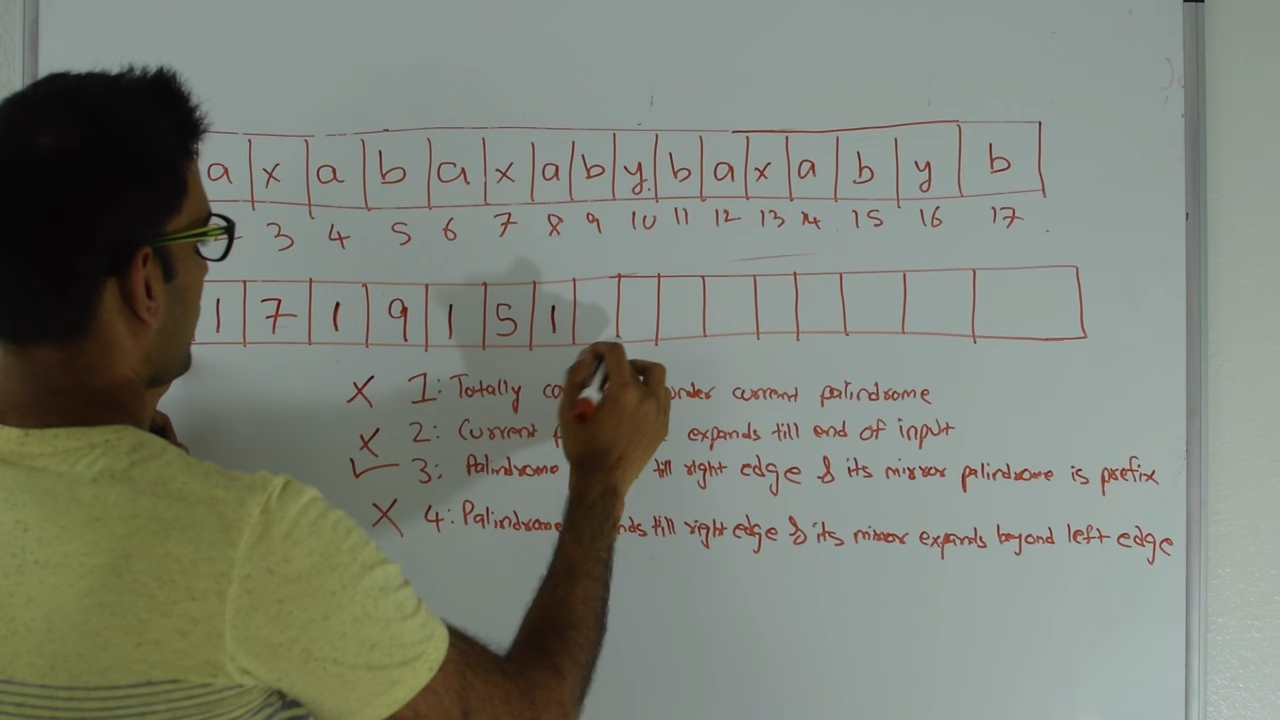 a x a b a x a b y b a x a b y b
3 4 5 6 7 8 9 10 11 12 13 14 15 16 17
1 7 1 9 1 5 1
X 1: Totally under current palindrome
X 2: Current expands till end of input
✓ 3: Palindrome till right edge & its mirror palindrome is prefix
X 4: Palindrome till right edge & its mirror expands beyond left edge